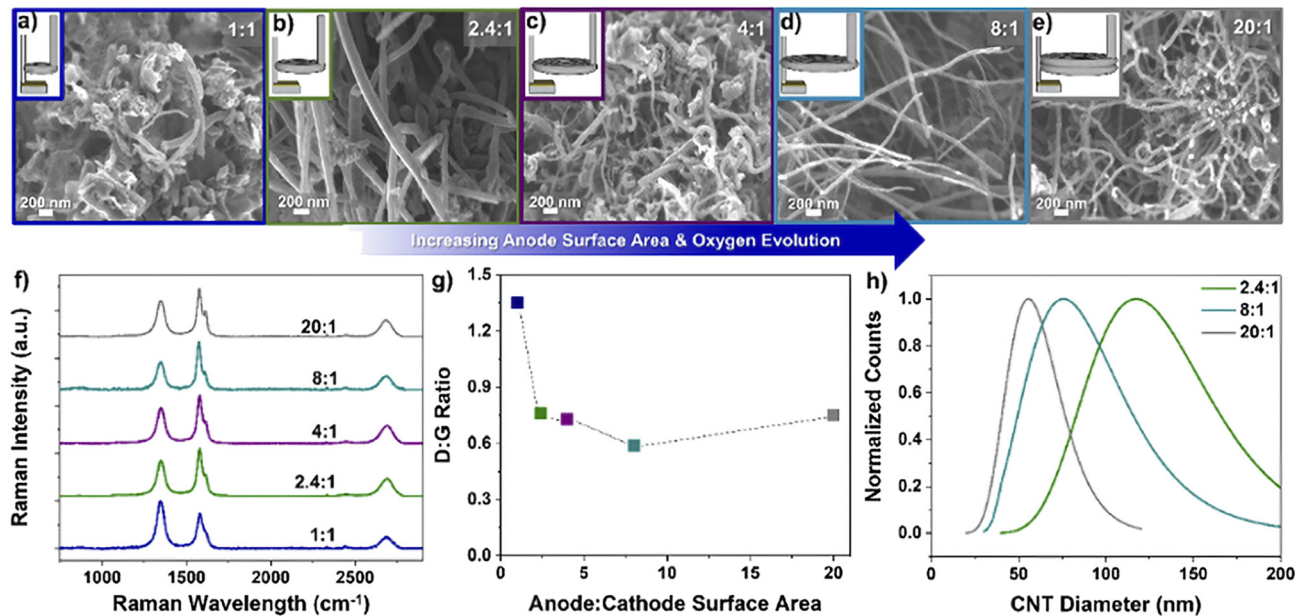 a) 1:1
b) 2.4:1
c) 4:1
d) 8:1
e) 20:1
200 nm
200 nm
200 nm
200 nm
200 nm
Increasing Anode Surface Area & Oxygen Evolution
f)
Raman Intensity (a.u.)
20:1
8:1
4:1
2.4:1
1:1
1000 1500 2000 2500
Raman Wavelength (cm⁻¹)
g)
D:G Ratio
1.5
1.2
0.9
0.6
0.3
0.0
0 5 10 15 20
Anode:Cathode Surface Area
h)
Normalized Counts
1.0
0.8
0.6
0.4
0.2
0.0
2.4:1
8:1
20:1
0 50 100 150 200
CNT Diameter (nm)